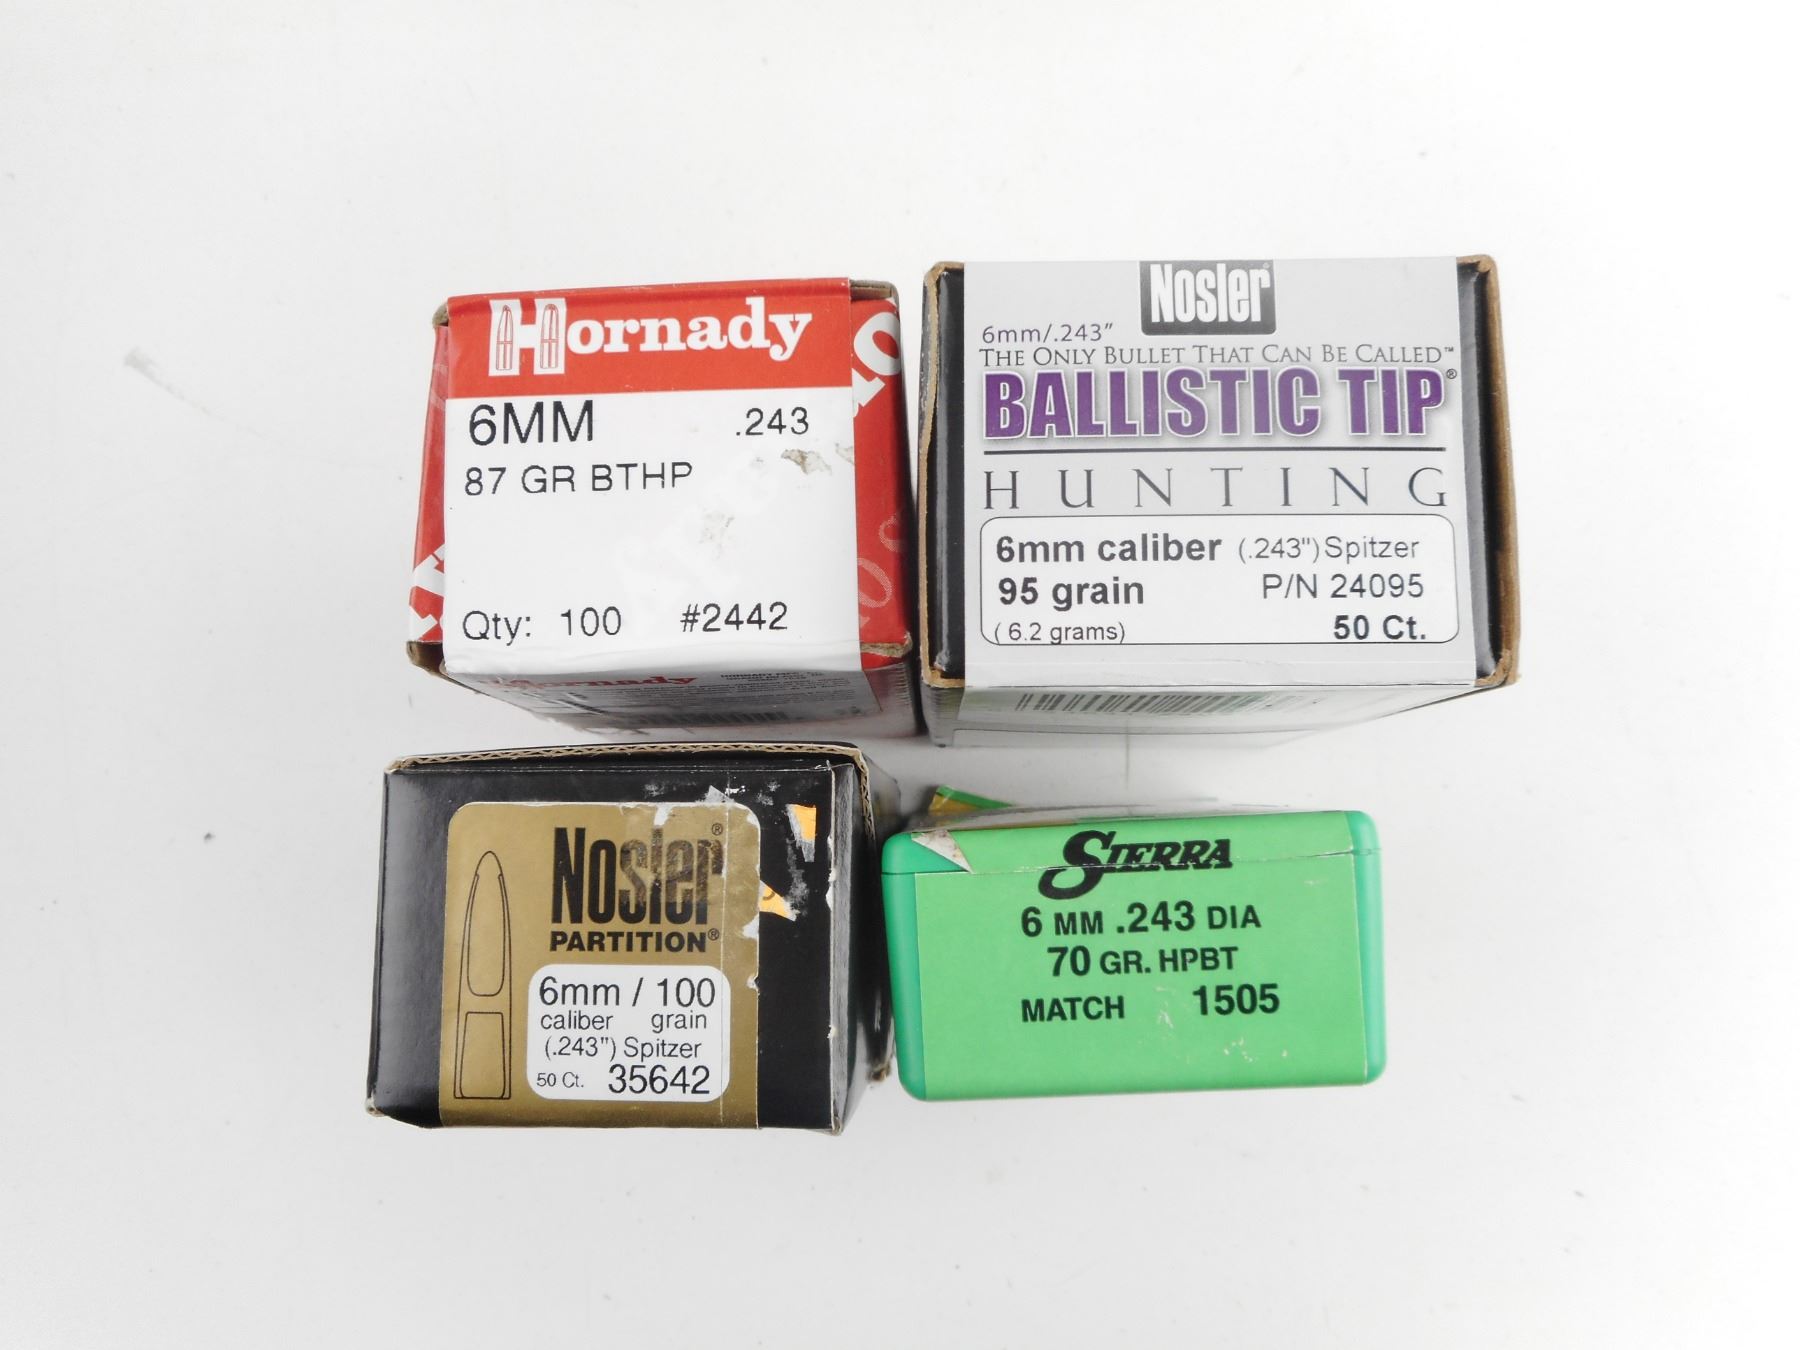 Hornady
6MM .243
87 GR BTHP
Qty: 100 #2442
Nosler®
6mm/.243"
THE ONLY BULLET THAT CAN BE CALLED™
BALLISTIC TIP®
HUNTING
6mm caliber (.243") Spitzer
95 grain P/N 24095
(6.2 grams) 50 Ct.
Nosler®
PARTITION®
6mm / 100
caliber grain
(.243") Spitzer
50 Ct. 35642
SIERRA
6 MM .243 DIA
70 GR. HPBT
MATCH 1505